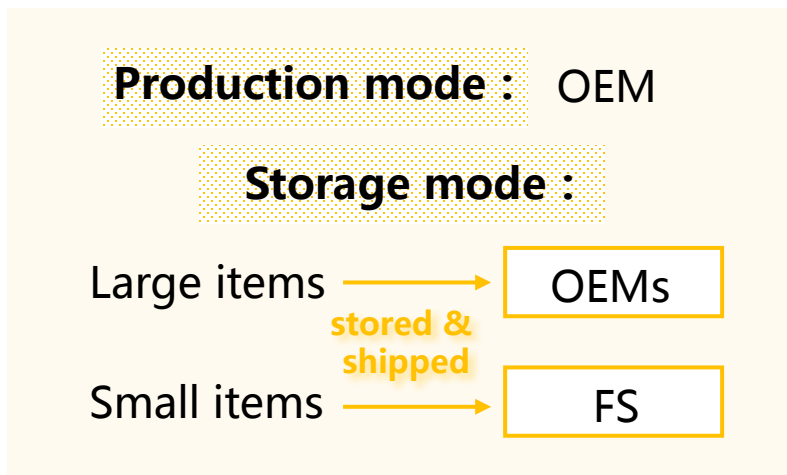 Production mode： OEM
Storage mode：
Large items OEMs
stored &
shipped
Small items FS